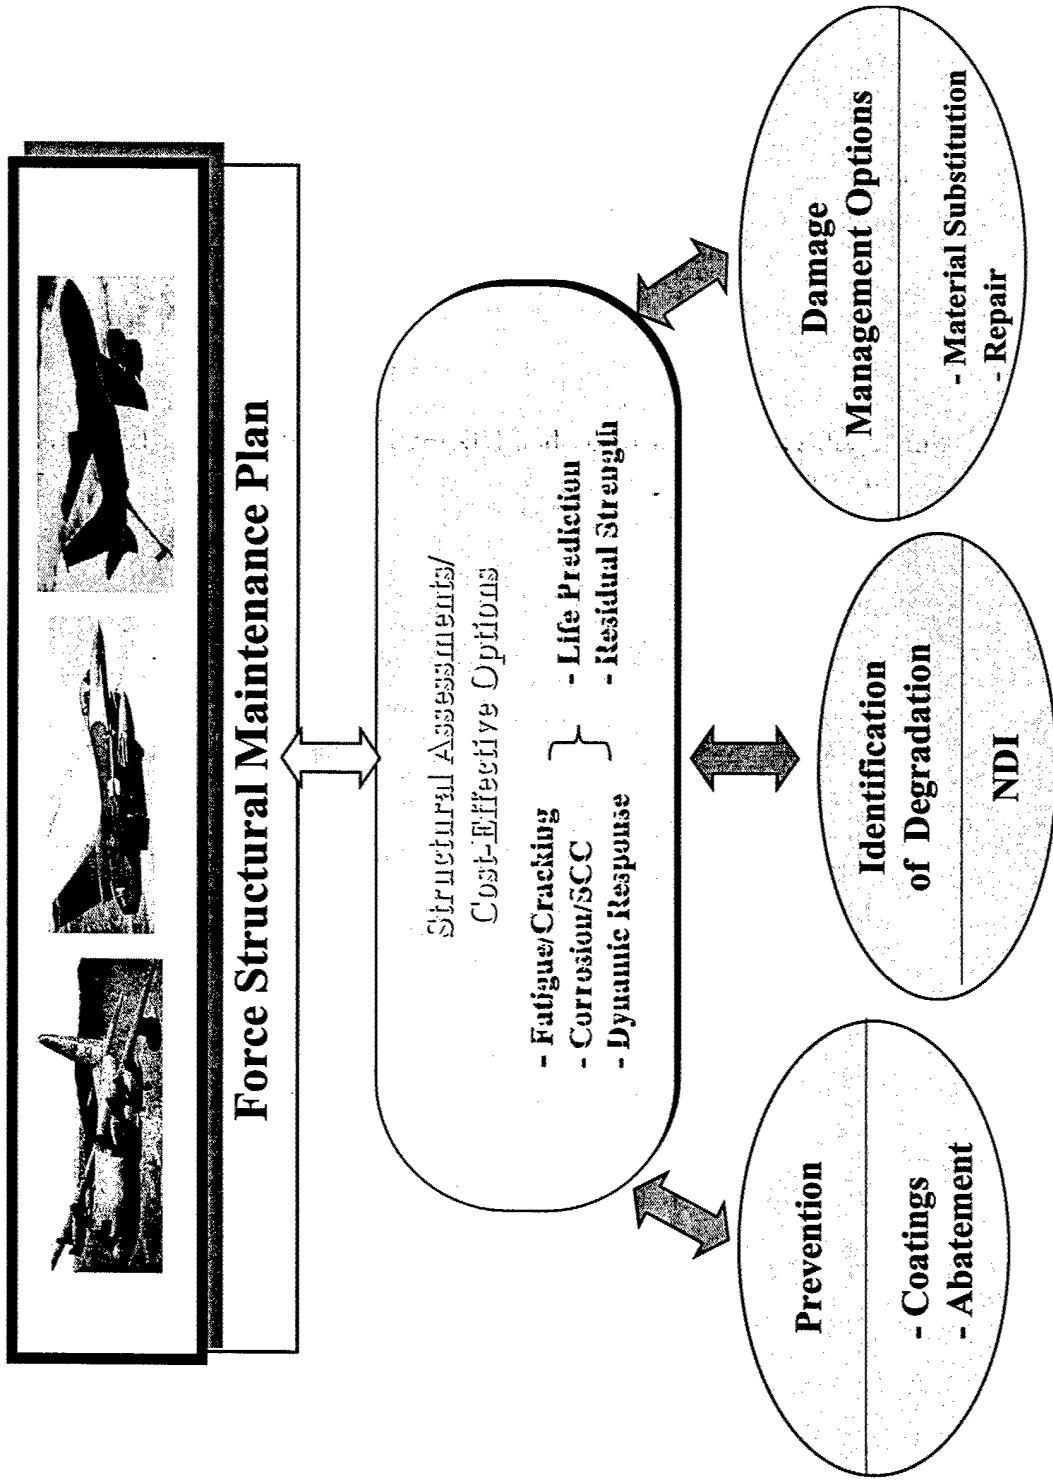 Force Structural Maintenance Plan
Structural Assessments/
Cost-Effective Options
- Fatigue/Cracking
- Corrosion/SCC
- Dynamic Response
- Life Prediction
- Residual Strength
Prevention
- Coatings
- Abatement
Identification
of Degradation
NDI
Damage
Management Options
- Material Substitution
- Repair